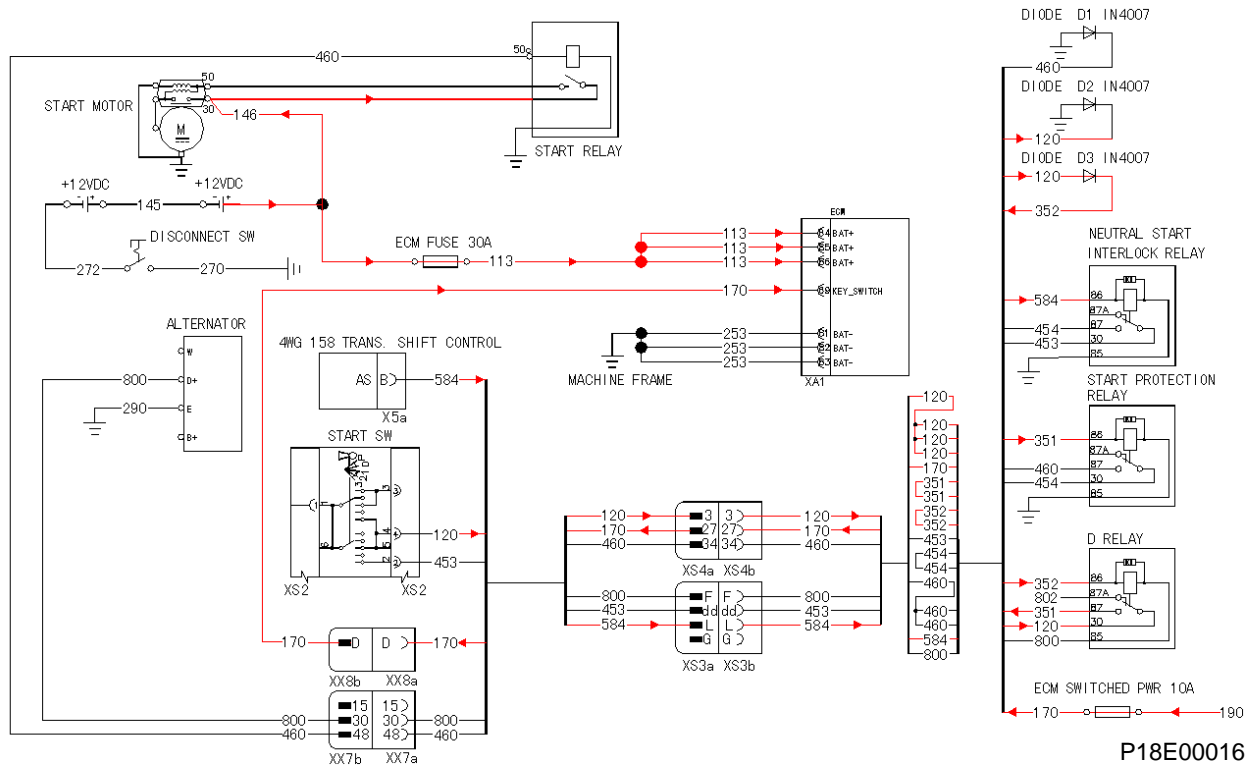 DIODE D1 IN4007
460
DIODE D2 IN4007
120
DIODE D3 IN4007
120
352
460
50
START MOTOR
50
30
M
146
START RELAY
+12VDC
+12VDC
-
+
-
+
145
DISCONNECT SW
272
270
ECM FUSE 30A
113
ECM
113
BAT+
113
BAT+
113
BAT+
170
KEY_SWITCH
253
BAT-
253
BAT-
253
BAT-
XA1
MACHINE FRAME
NEUTRAL START
INTERLOCK RELAY
584
86
87A
454
87
453
30
85
ALTERNATOR
W
800
D+
290
E
B+
4WG 158 TRANS. SHIFT CONTROL
AS
B
584
X5a
START SW
120
453
XS2
XS2
START PROTECTION
RELAY
351
86
87A
460
87
454
30
85
120
120
120
120
170
351
351
352
352
453
454
454
460
460
460
584
800
120
3
3
120
170
27
27
170
460
34
34
460
XS4a
XS4b
800
F
F
800
453
dd
dd
453
584
L
L
584
G
G
XS3a
XS3b
D RELAY
352
86
802
87A
351
87
120
30
800
85
170
D
D
170
XX8b
XX8a
15
15
800
30
30
800
460
48
48
460
XX7b
XX7a
ECM SWITCHED PWR 10A
170
190
P18E00016